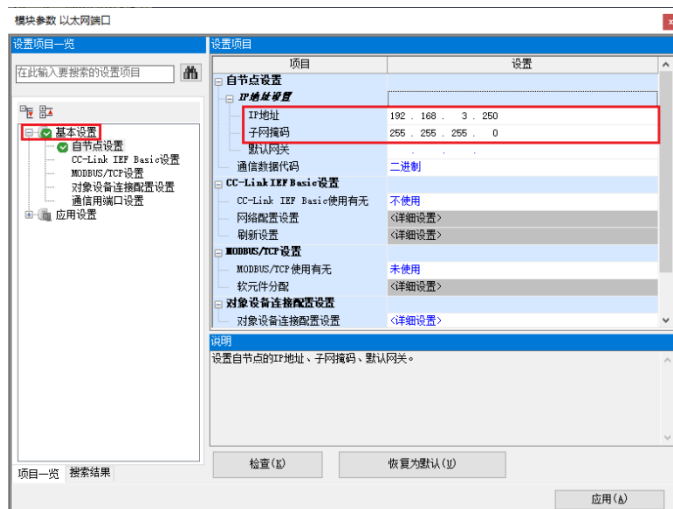 模块参数 以太网端口
设置项目一览
在此输入要搜索的设置项目
基本设置
自节点设置
CC-Link IEF Basic设置
MODBUS/TCP设置
对象设备连接配置设置
通信用端口设置
应用设置
项目一览 搜索结果
设置项目
项目 设置
自节点设置
IP地址设置
IP地址 192 . 168 . 3 . 250
子网掩码 255 . 255 . 255 . 0
默认网关 . . .
通信数据代码 二进制
CC-Link IEF Basic设置
CC-Link IEF Basic使用有无 不使用
网络配置设置 <详细设置>
刷新设置 <详细设置>
MODBUS/TCP设置
MODBUS/TCP使用有无 未使用
软元件分配 <详细设置>
对象设备连接配置设置
对象设备连接配置设置 <详细设置>
说明
设置自节点的IP地址、子网掩码、默认网关。
检查(K) 恢复为默认(U)
应用(A)